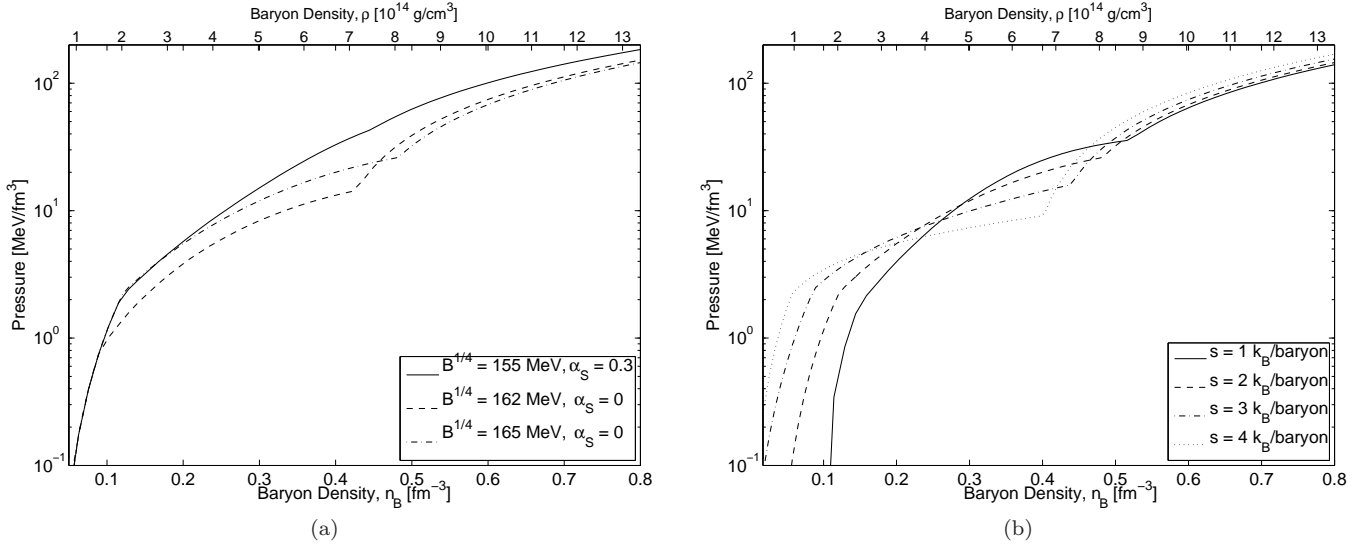 Baryon Density, ρ [10^14 g/cm^3]
1 2 3 4 5 6 7 8 9 10 11 12 13
Pressure [MeV/fm^3]
10^2
10^1
10^0
10^−1
B^1/4 = 155 MeV, α_S = 0.3
B^1/4 = 162 MeV, α_S = 0
B^1/4 = 165 MeV, α_S = 0
0.1 0.2 0.3 0.4 0.5 0.6 0.7 0.8
Baryon Density, n_B [fm^−3]
(a)
Baryon Density, ρ [10^14 g/cm^3]
1 2 3 4 5 6 7 8 9 10 11 12 13
Pressure [MeV/fm^3]
10^2
10^1
10^0
10^−1
s = 1 k_B/baryon
s = 2 k_B/baryon
s = 3 k_B/baryon
s = 4 k_B/baryon
0.1 0.2 0.3 0.4 0.5 0.6 0.7 0.8
Baryon Density, n_B [fm^−3]
(b)